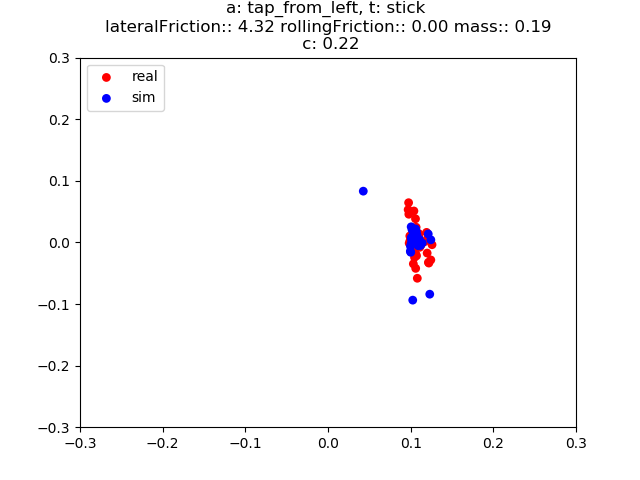 a: tap_from_left, t: stick
lateralFriction:: 4.32 rollingFriction:: 0.00 mass:: 0.19
c: 0.22
real
sim
0.3
0.2
0.1
0.0
−0.1
−0.2
−0.3
−0.3 −0.2 −0.1 0.0 0.1 0.2 0.3